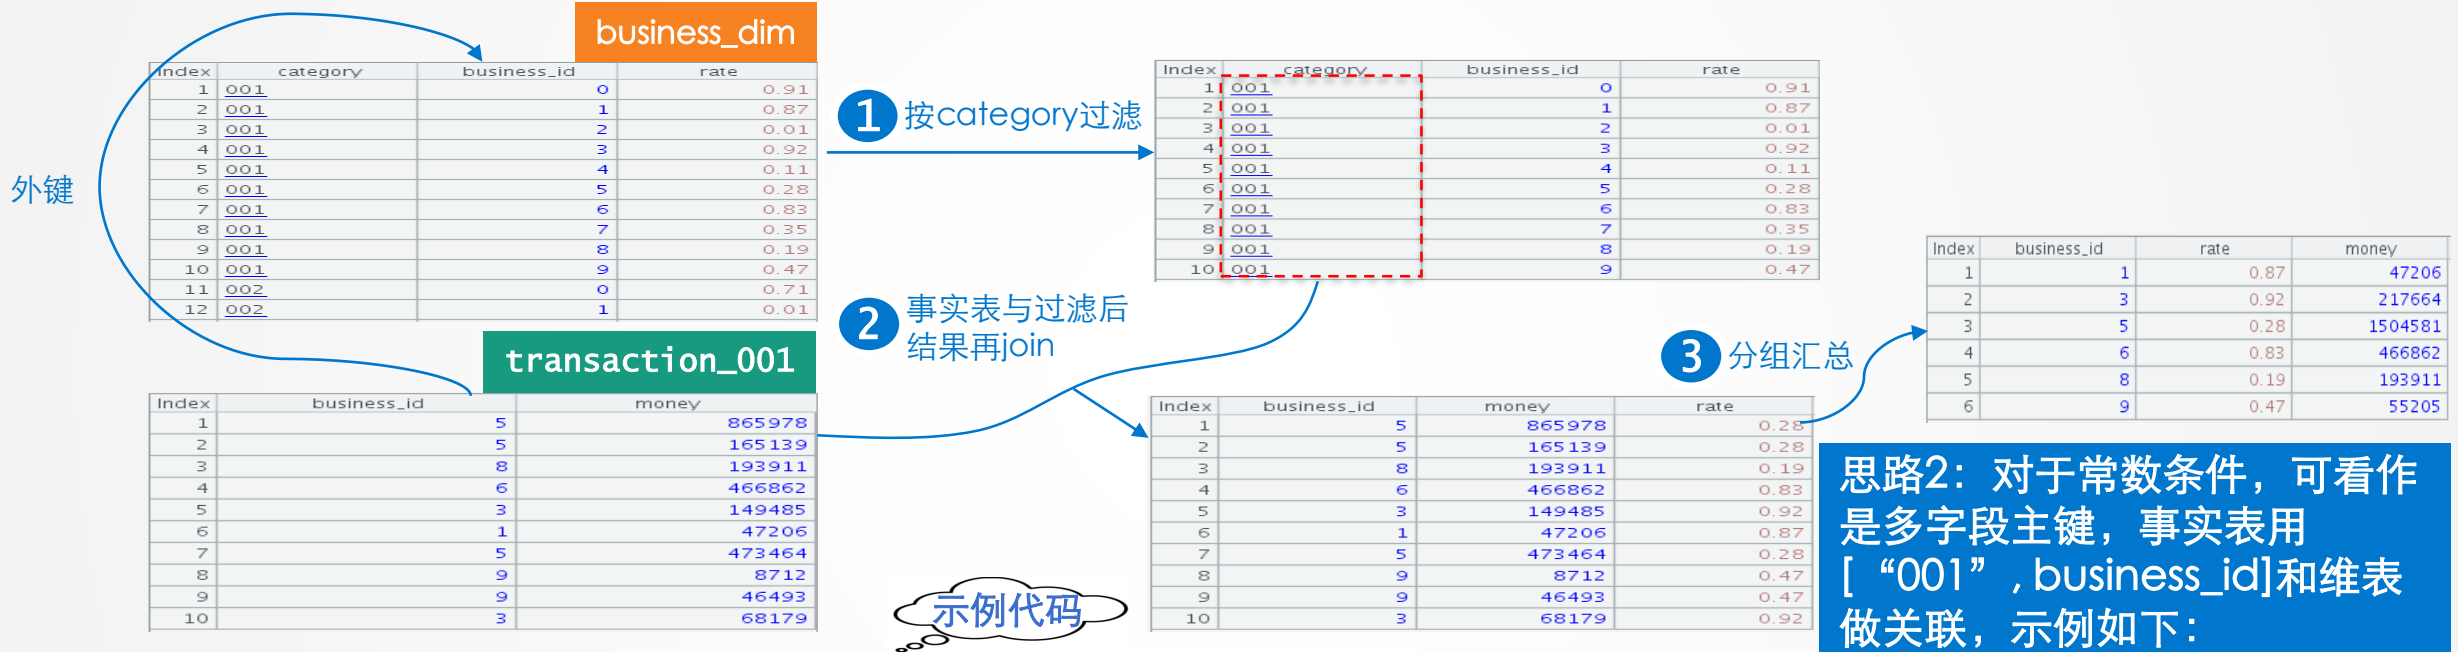 business_dim
Index category business_id rate
1 001 0 0.91
2 001 1 0.87
3 001 2 0.01
4 001 3 0.92
5 001 4 0.11
6 001 5 0.28
7 001 6 0.83
8 001 7 0.35
9 001 8 0.19
10 001 9 0.47
11 002 0 0.71
12 002 1 0.01
外键
transaction_001
Index business_id money
1 5 865978
2 5 165139
3 8 193911
4 6 466862
5 3 149485
6 1 47206
7 5 473464
8 9 8712
9 9 46493
10 3 68179
1 按category过滤
Index category business_id rate
1 001 0 0.91
2 001 1 0.87
3 001 2 0.01
4 001 3 0.92
5 001 4 0.11
6 001 5 0.28
7 001 6 0.83
8 001 7 0.35
9 001 8 0.19
10 001 9 0.47
2 事实表与过滤后
结果再join
Index business_id money rate
1 5 865978 0.28
2 5 165139 0.28
3 8 193911 0.19
4 6 466862 0.83
5 3 149485 0.92
6 1 47206 0.87
7 5 473464 0.28
8 9 8712 0.47
9 9 46493 0.47
10 3 68179 0.92
示例代码
3 分组汇总
Index business_id rate money
1 1 0.87 47206
2 3 0.92 217664
3 5 0.28 1504581
4 6 0.83 466862
5 8 0.19 193911
6 9 0.47 55205
思路2：对于常数条件，可看作
是多字段主键，事实表用
[“001”, business_id]和维表
做关联，示例如下：